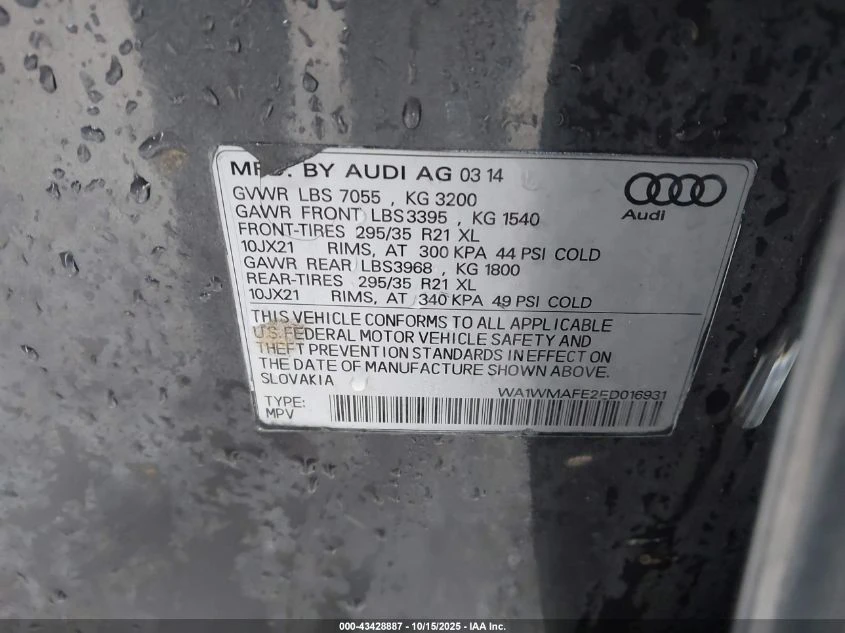 MFD. BY AUDI AG 03 14
GVWR LBS 7055 , KG 3200
GAWR FRONT LBS3395 , KG 1540
FRONT-TIRES 295/35 R21 XL
10JX21 RIMS, AT 300 KPA 44 PSI COLD
GAWR REAR LBS3968 , KG 1800
REAR-TIRES 295/35 R21 XL
10JX21 RIMS, AT 340 KPA 49 PSI COLD
Audi
THIS VEHICLE CONFORMS TO ALL APPLICABLE
U.S. FEDERAL MOTOR VEHICLE SAFETY AND
THEFT PREVENTION STANDARDS IN EFFECT ON
THE DATE OF MANUFACTURE SHOWN ABOVE.
SLOVAKIA
WA1WMAFE2ED016931
TYPE:
MPV
000-43428887 - 10/15/2025 - IAA Inc.